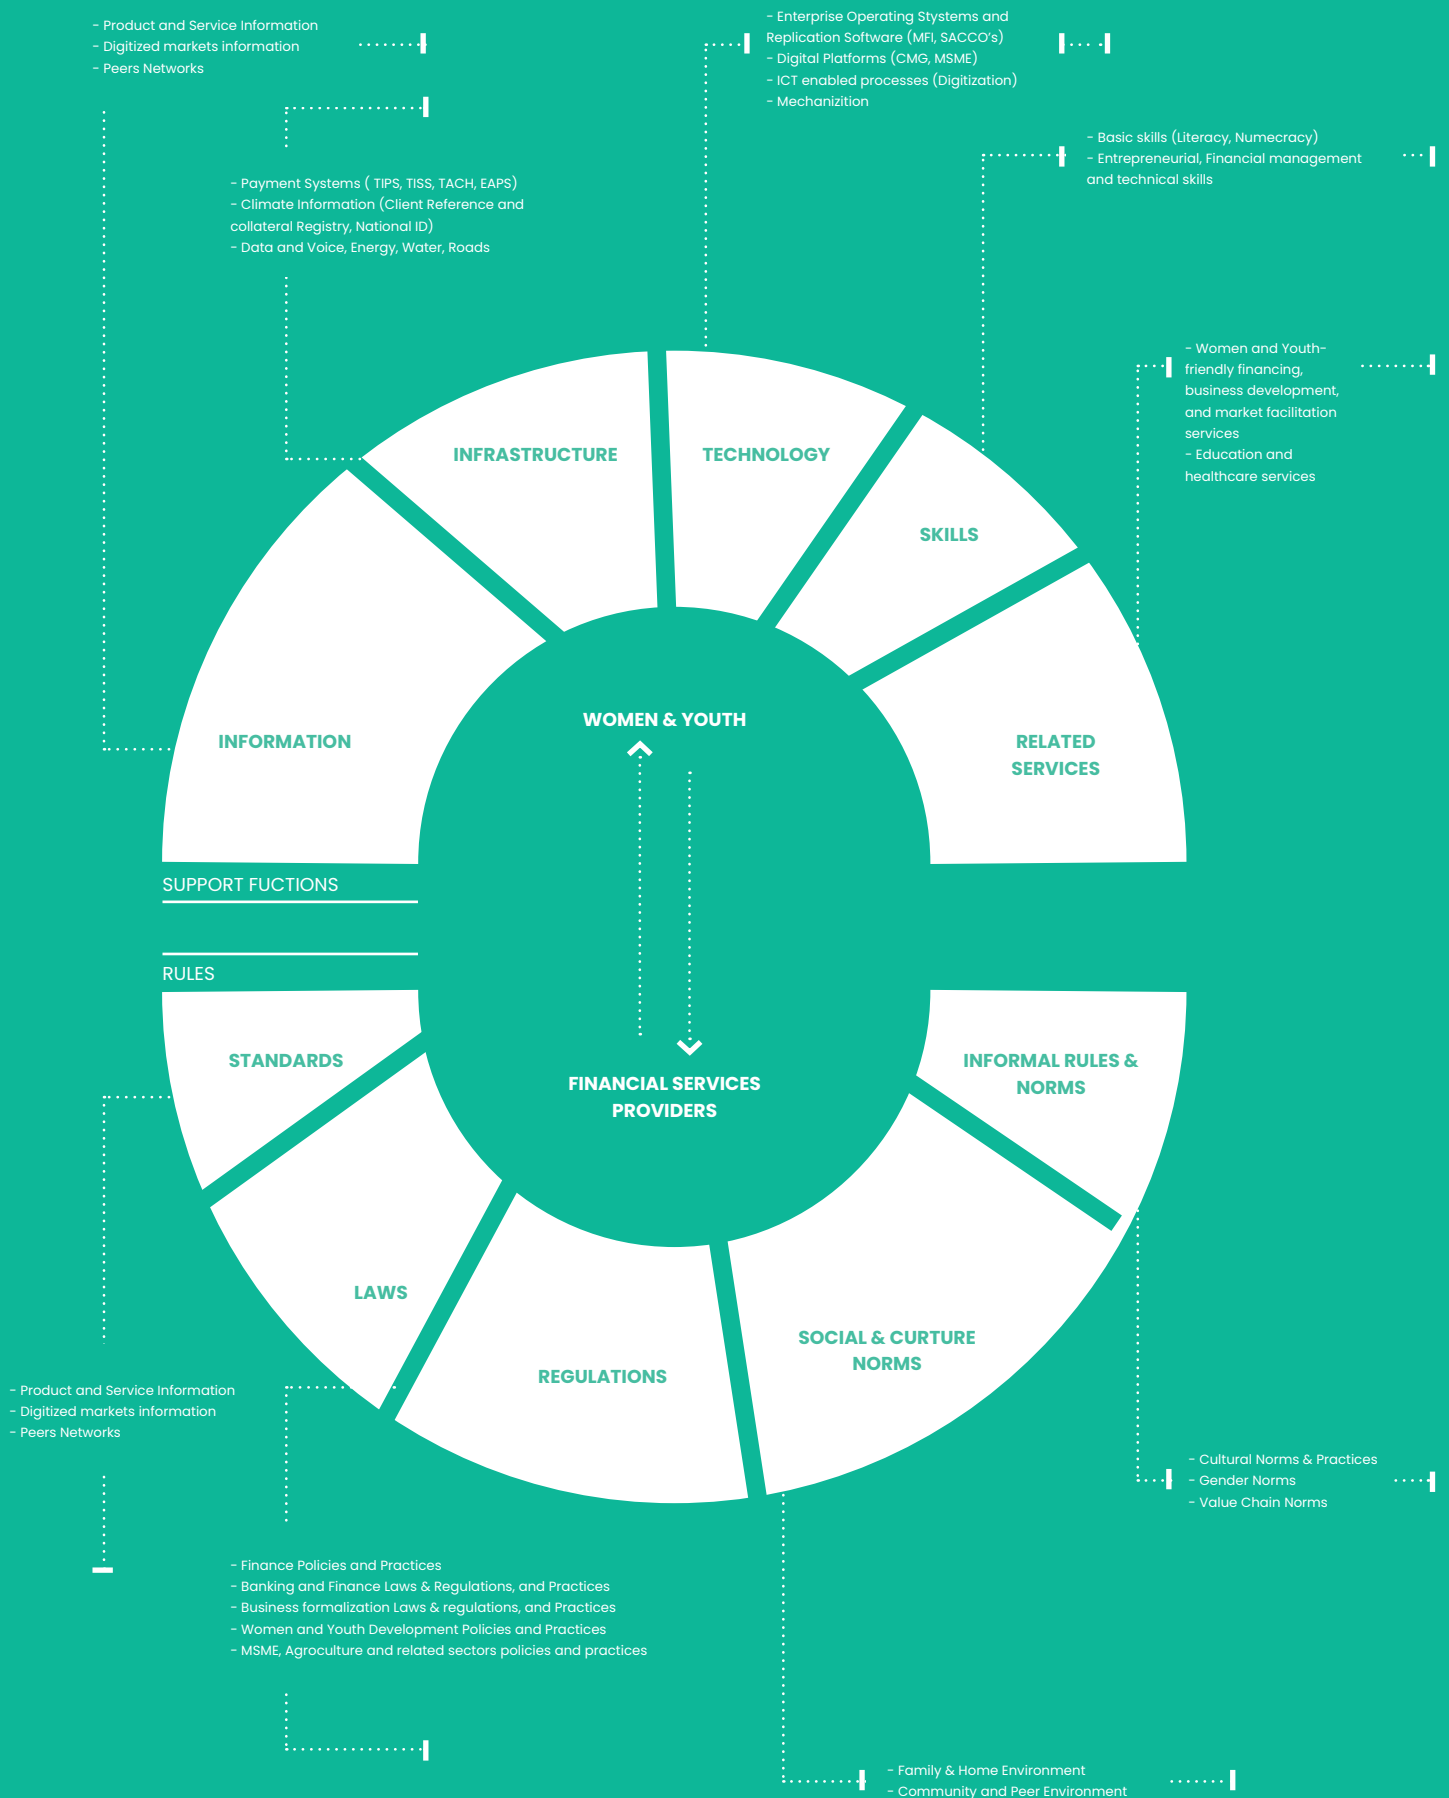 - Product and Service Information
- Digitized markets information
- Peers Networks
- Enterprise Operating Stystems and
Replication Software (MFI, SACCO's)
- Digital Platforms (CMG, MSME)
- ICT enabled processes (Digitization)
- Mechanizition
- Basic skills (Literacy, Numecracy)
- Entrepreneurial, Financial management
and technical skills
- Payment Systems ( TIPS, TISS, TACH, EAPS)
- Climate Information (Client Reference and
collateral Registry, National ID)
- Data and Voice, Energy, Water, Roads
- Women and Youth-
friendly financing,
business development,
and market facilitation
services
- Education and
healthcare services
INFRASTRUCTURE
TECHNOLOGY
SKILLS
INFORMATION
RELATED
SERVICES
WOMEN & YOUTH
SUPPORT FUCTIONS
RULES
STANDARDS
INFORMAL RULES &
NORMS
FINANCIAL SERVICES
PROVIDERS
LAWS
SOCIAL & CURTURE
NORMS
REGULATIONS
- Product and Service Information
- Digitized markets information
- Peers Networks
- Cultural Norms & Practices
- Gender Norms
- Value Chain Norms
- Finance Policies and Practices
- Banking and Finance Laws & Regulations, and Practices
- Business formalization Laws & regulations, and Practices
- Women and Youth Development Policies and Practices
- MSME, Agroculture and related sectors policies and practices
- Family & Home Environment
- Community and Peer Environment